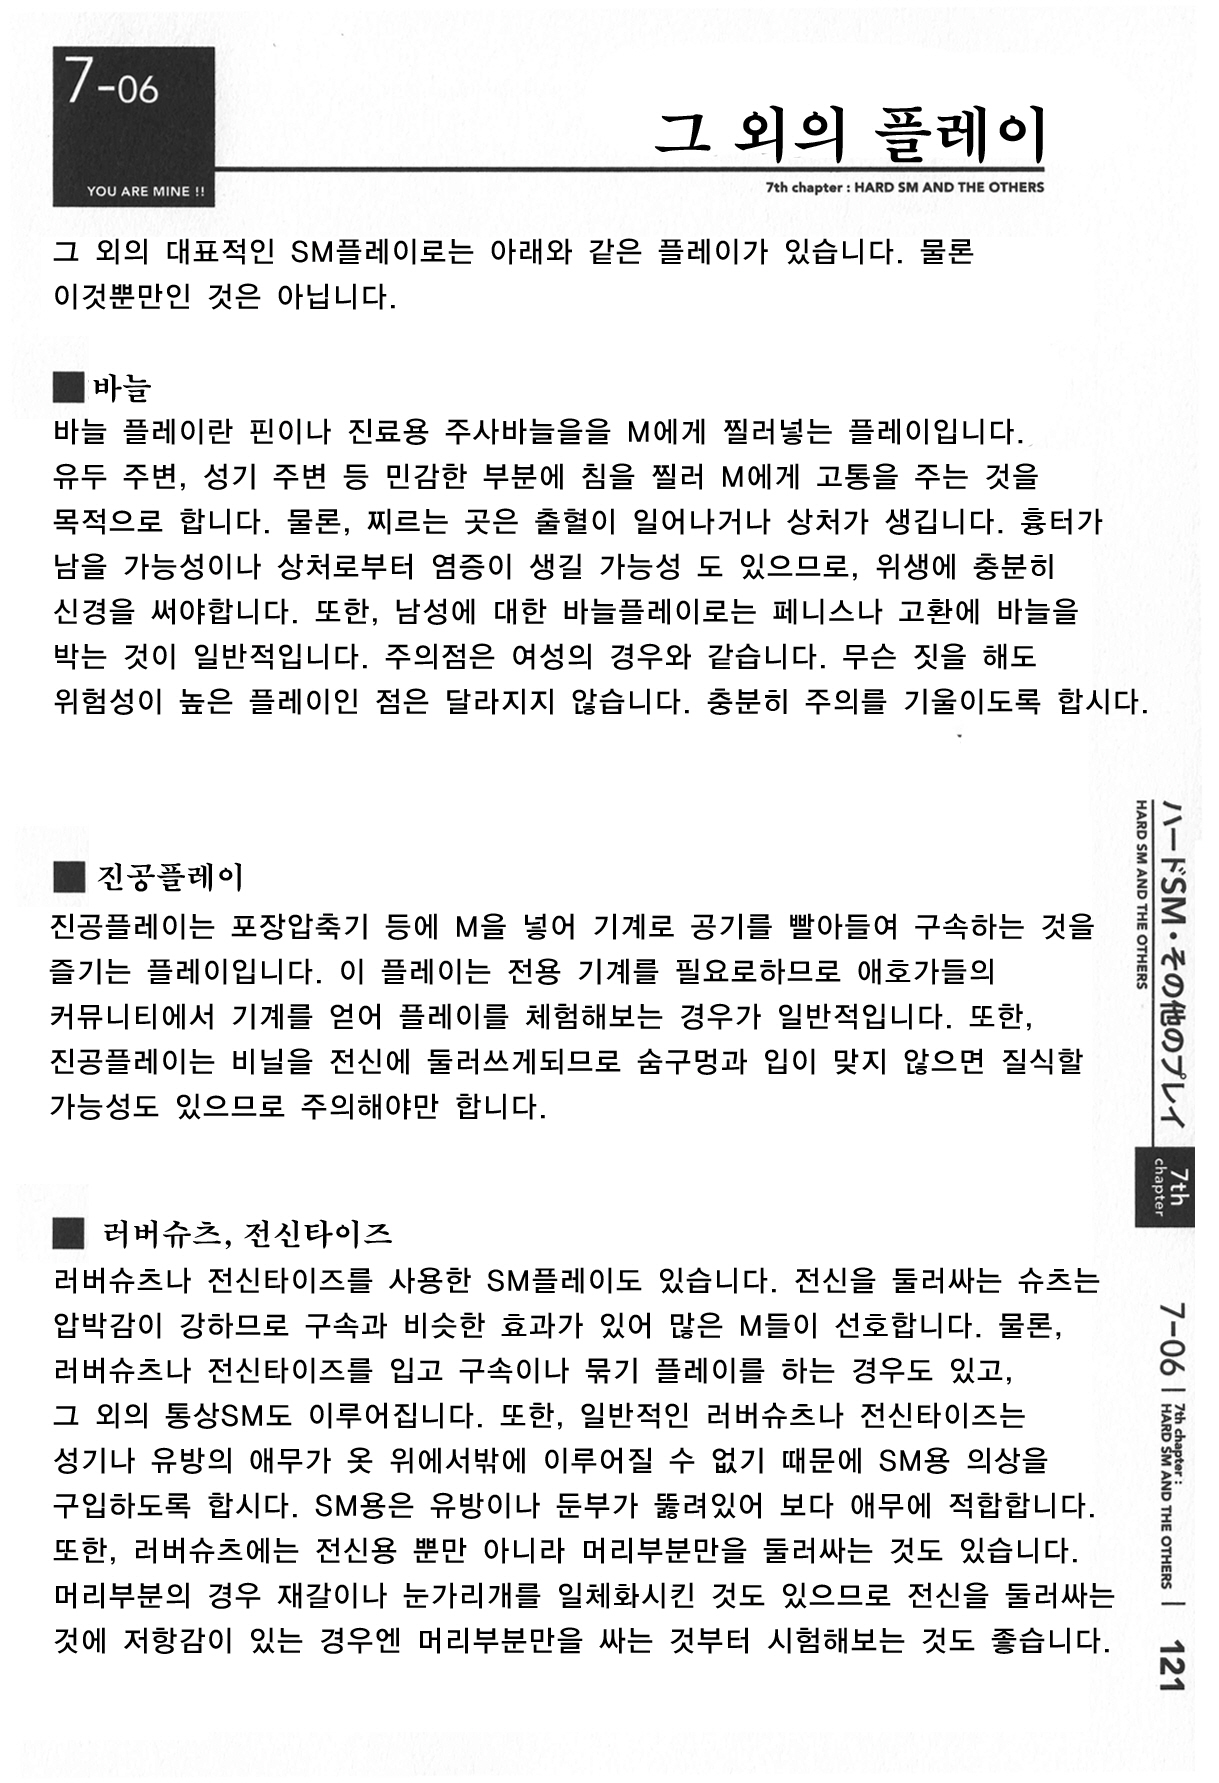 7-06
YOU ARE MINE !!
그 외의 플레이
7th chapter : HARD SM AND THE OTHERS
그 외의 대표적인 SM플레이로는 아래와 같은 플레이가 있습니다. 물론
이것뿐만인 것은 아닙니다.
■ 바늘
바늘 플레이란 핀이나 진료용 주사바늘을을 M에게 찔러넣는 플레이입니다.
유두 주변, 성기 주변 등 민감한 부분에 침을 찔러 M에게 고통을 주는 것을
목적으로 합니다. 물론, 찌르는 곳은 출혈이 일어나거나 상처가 생깁니다. 흉터가
남을 가능성이나 상처로부터 염증이 생길 가능성 도 있으므로, 위생에 충분히
신경을 써야합니다. 또한, 남성에 대한 바늘플레이로는 페니스나 고환에 바늘을
박는 것이 일반적입니다. 주의점은 여성의 경우와 같습니다. 무슨 짓을 해도
위험성이 높은 플레이인 점은 달라지지 않습니다. 충분히 주의를 기울이도록 합시다.
■ 진공플레이
진공플레이는 포장압축기 등에 M을 넣어 기계로 공기를 빨아들여 구속하는 것을
즐기는 플레이입니다. 이 플레이는 전용 기계를 필요로하므로 애호가들의
커뮤니티에서 기계를 얻어 플레이를 체험해보는 경우가 일반적입니다. 또한,
진공플레이는 비닐을 전신에 둘러쓰게되므로 숨구멍과 입이 맞지 않으면 질식할
가능성도 있으므로 주의해야만 합니다.
■ 러버슈츠, 전신타이즈
러버슈츠나 전신타이즈를 사용한 SM플레이도 있습니다. 전신을 둘러싸는 슈츠는
압박감이 강하므로 구속과 비슷한 효과가 있어 많은 M들이 선호합니다. 물론,
러버슈츠나 전신타이즈를 입고 구속이나 묶기 플레이를 하는 경우도 있고,
그 외의 통상SM도 이루어집니다. 또한, 일반적인 러버슈츠나 전신타이즈는
성기나 유방의 애무가 옷 위에서밖에 이루어질 수 없기 때문에 SM용 의상을
구입하도록 합시다. SM용은 유방이나 둔부가 뚫려있어 보다 애무에 적합합니다.
또한, 러버슈츠에는 전신용 뿐만 아니라 머리부분만을 둘러싸는 것도 있습니다.
머리부분의 경우 재갈이나 눈가리개를 일체화시킨 것도 있으므로 전신을 둘러싸는
것에 저항감이 있는 경우엔 머리부분만을 싸는 것부터 시험해보는 것도 좋습니다.
ハードSM・その他のプレイ
HARD SM AND THE OTHERS
7th
chapter
7-06 | 7th chapter :
HARD SM AND THE OTHERS |
121